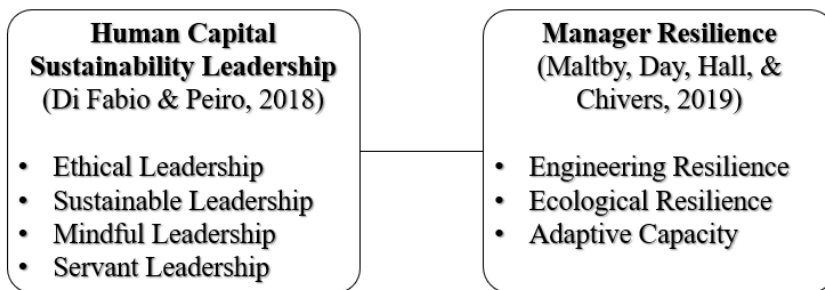 Human Capital
Sustainability Leadership
(Di Fabio & Peiro, 2018)
• Ethical Leadership
• Sustainable Leadership
• Mindful Leadership
• Servant Leadership
Manager Resilience
(Maltby, Day, Hall, &
Chivers, 2019)
• Engineering Resilience
• Ecological Resilience
• Adaptive Capacity